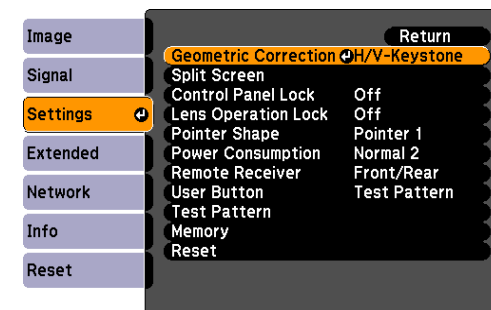 Image
Signal
Settings
Extended
Network
Info
Reset
Return
Geometric Correction H/V-Keystone
Split Screen
Control Panel Lock Off
Lens Operation Lock Off
Pointer Shape Pointer 1
Power Consumption Normal 2
Remote Receiver Front/Rear
User Button Test Pattern
Test Pattern
Memory
Reset